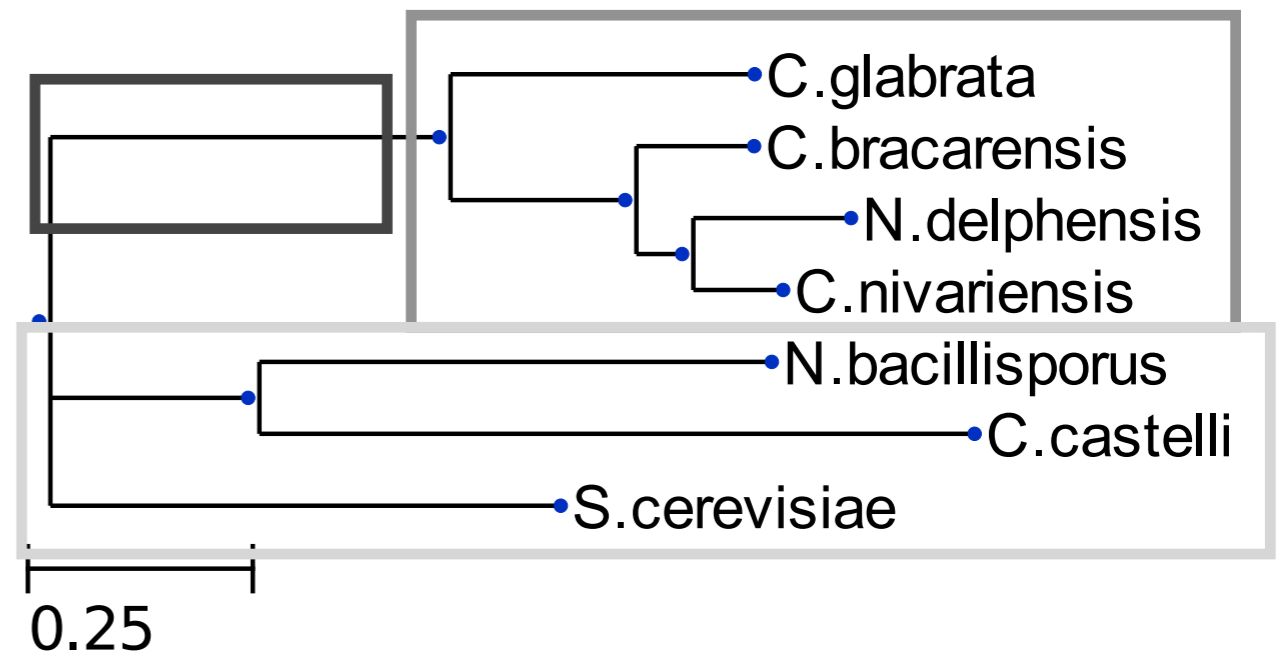 C.glabrata
C.bracarensis
N.delphensis
C.nivariensis
N.bacillisporus
C.castelli
S.cerevisiae
0.25